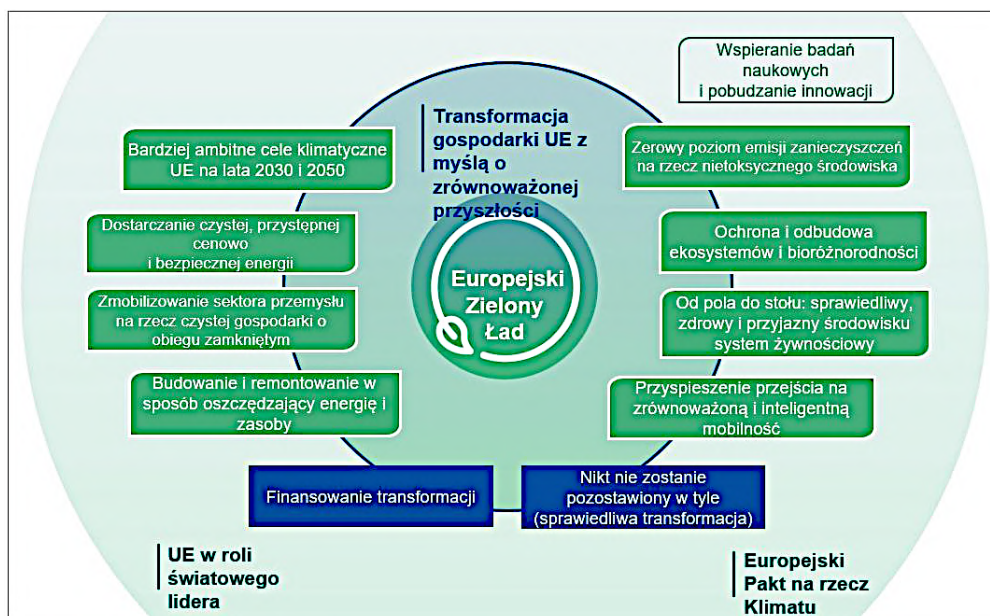 Wspieranie badań
naukowych
i pobudzanie innowacji
Transformacja
gospodarki UE z
myślą o
zrównoważonej
przyszłości
Bardziej ambitne cele klimatyczne
UE na lata 2030 i 2050
Zerowy poziom emisji zanieczyszczeń
na rzecz nietoksycznego środowiska
Dostarczanie czystej, przystępnej
cenowo
i bezpiecznej energii
Ochrona i odbudowa
ekosystemów i bioróżnorodności
Europejski
Zielony
Ład
Zmobilizowanie sektora przemysłu
na rzecz czystej gospodarki o
obiegu zamkniętym
Od pola do stołu: sprawiedliwy,
zdrowy i przyjazny środowisku
system żywnościowy
Budowanie i remontowanie w
sposób oszczędzający energię i
zasoby
Przyspieszenie przejścia na
zrównoważoną i inteligentną
mobilność
Finansowanie transformacji
Nikt nie zostanie
pozostawiony w tyle
(sprawiedliwa transformacja)
UE w roli
światowego
lidera
Europejski
Pakt na rzecz
Klimatu